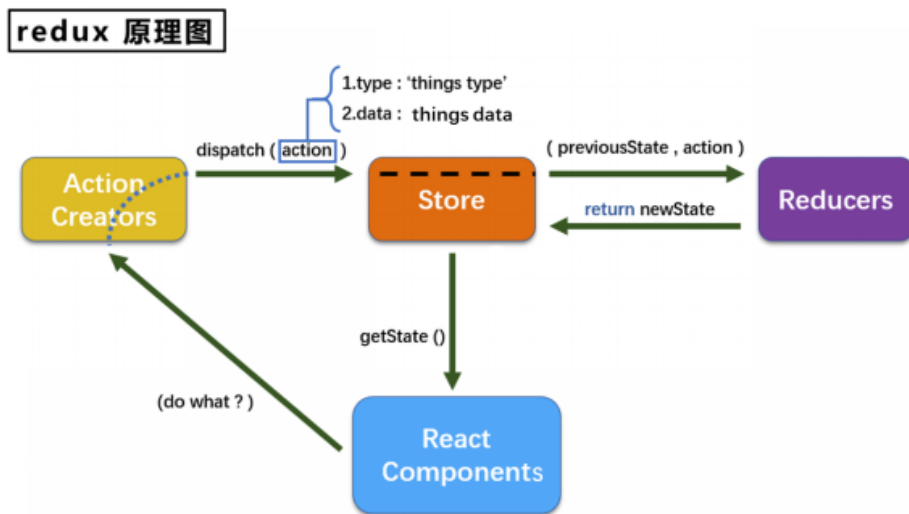 redux 原理图
1.type : ‘things type’
2.data : things data
dispatch ( action )
( previousState , action )
Action
Creators
Store
Reducers
return newState
getState ()
(do what ? )
React
Components